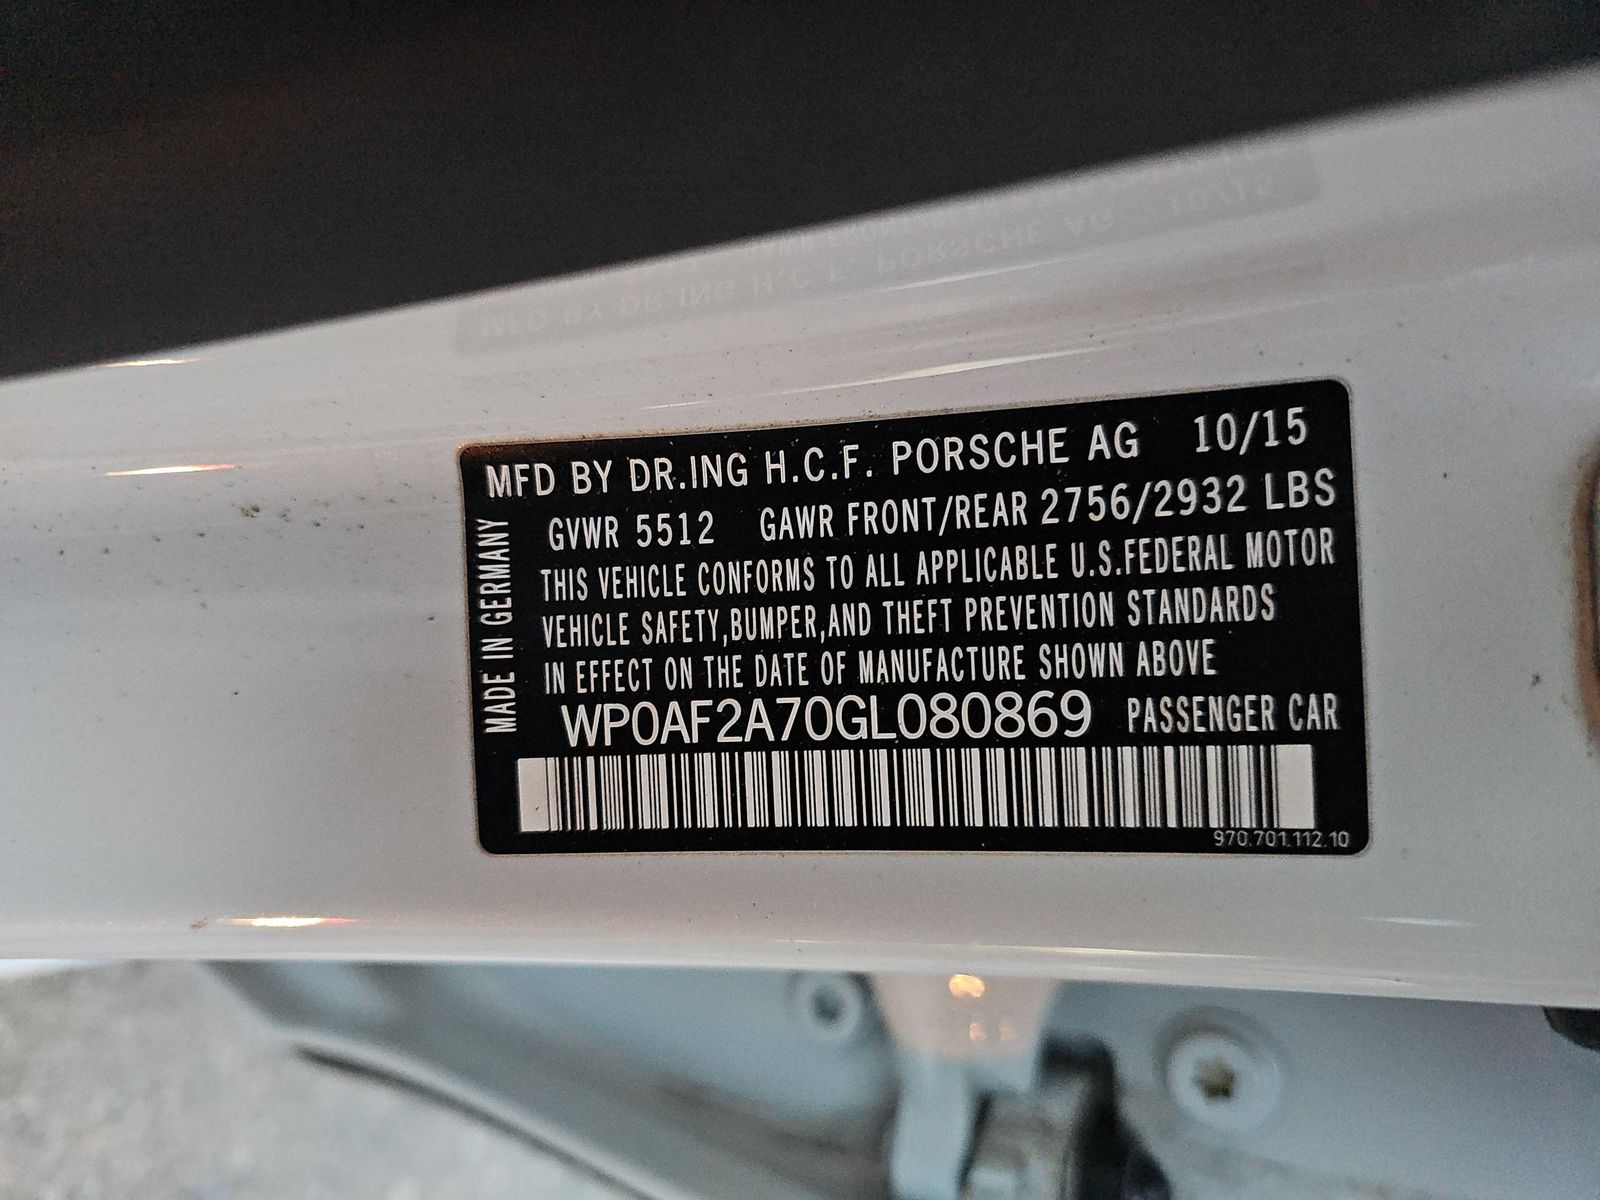 MFD BY DR.ING H.C.F. PORSCHE AG 10/15
GVWR 5512 GAWR FRONT/REAR 2756/2932 LBS
THIS VEHICLE CONFORMS TO ALL APPLICABLE U.S.FEDERAL MOTOR
VEHICLE SAFETY,BUMPER,AND THEFT PREVENTION STANDARDS
IN EFFECT ON THE DATE OF MANUFACTURE SHOWN ABOVE
WP0AF2A70GL080869 PASSENGER CAR
MADE IN GERMANY
970.701.112.10